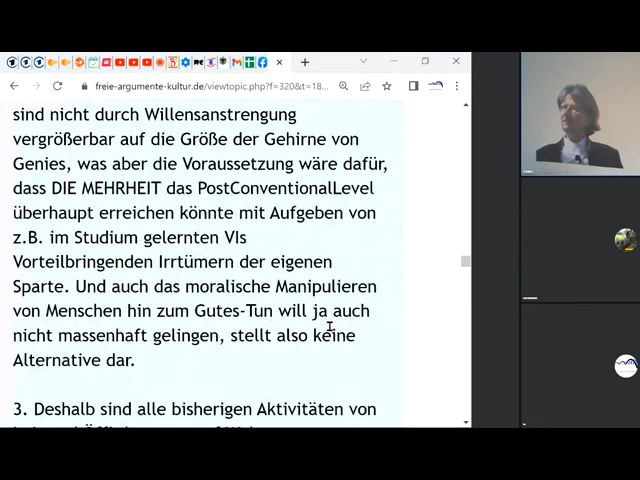 freie-argumente-kultur.de/viewtopic.php?f=320&t=18...
sind nicht durch Willensanstrengung
vergrößerbar auf die Größe der Gehirne von
Genies, was aber die Voraussetzung wäre dafür,
dass DIE MEHRHEIT das PostConventionalLevel
überhaupt erreichen könnte mit Aufgeben von
z.B. im Studium gelernten VIs
Vorteilbringenden Irrtümern der eigenen
Sparte. Und auch das moralische Manipulieren
von Menschen hin zum Gutes-Tun will ja auch
nicht massenhaft gelingen, stellt also keine
Alternative dar.
3. Deshalb sind alle bisherigen Aktivitäten von